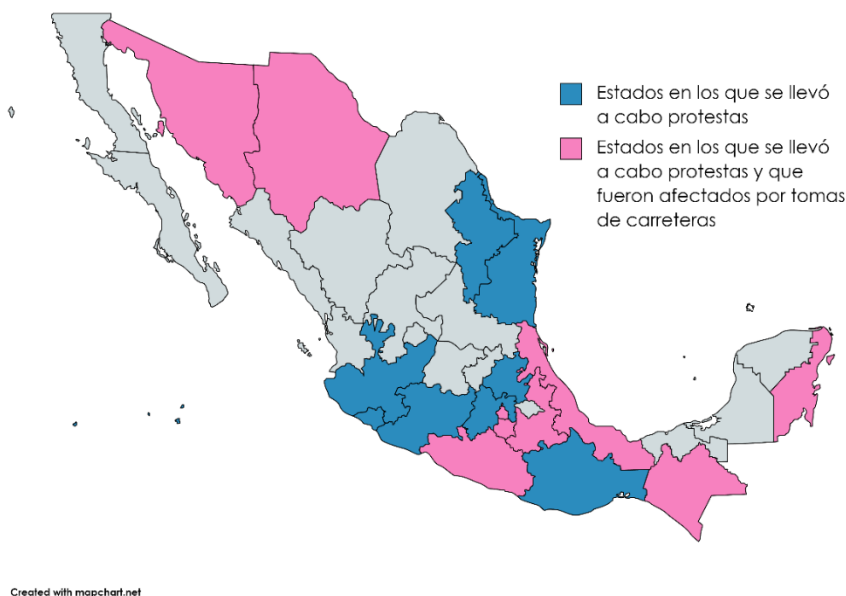 Estados en los que se llevó
a cabo protestas
Estados en los que se llevó
a cabo protestas y que
fueron afectados por tomas
de carreteras
Created with mapchart.net